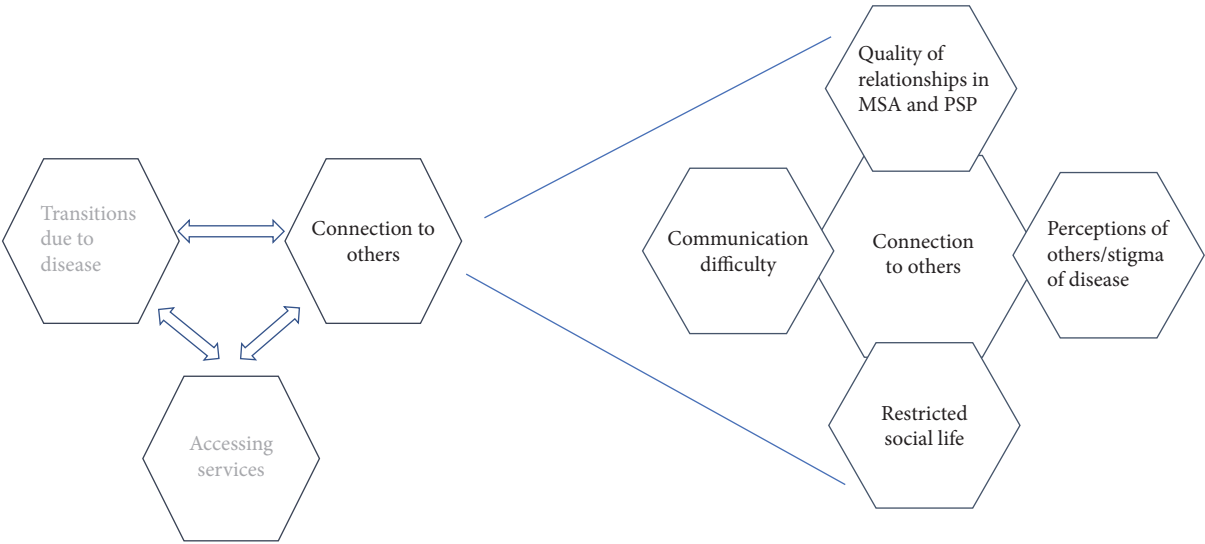 Transitions
due to
disease
Connection to
others
Accessing
services
Quality of
relationships in
MSA and PSP
Communication
difficulty
Connection
to others
Perceptions of
others/stigma
of disease
Restricted
social life